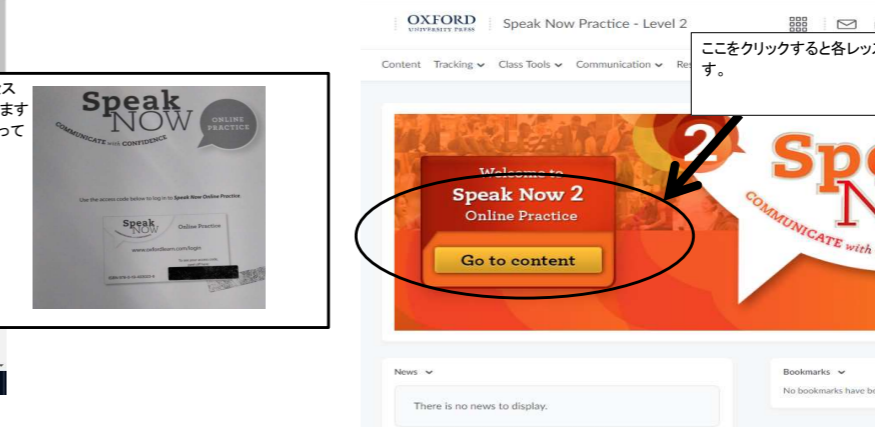 ス
ます
って
Speak
NOW
ONLINE
PRACTICE
COMMUNICATE with CONFIDENCE
Use the access code below to log in to Speak Now Online Practice.
Speak
NOW
Online Practice
www.oxfordlearn.com/login
OXFORD
UNIVERSITY PRESS
Speak Now Practice - Level 2
Content Tracking Class Tools Communication Re
ここをクリックすると各レッス
す。
2
Welcome to
Speak Now 2
Online Practice
Go to content
Spe
N
COMMUNICATE with
News
There is no news to display.
Bookmarks
No bookmarks have be